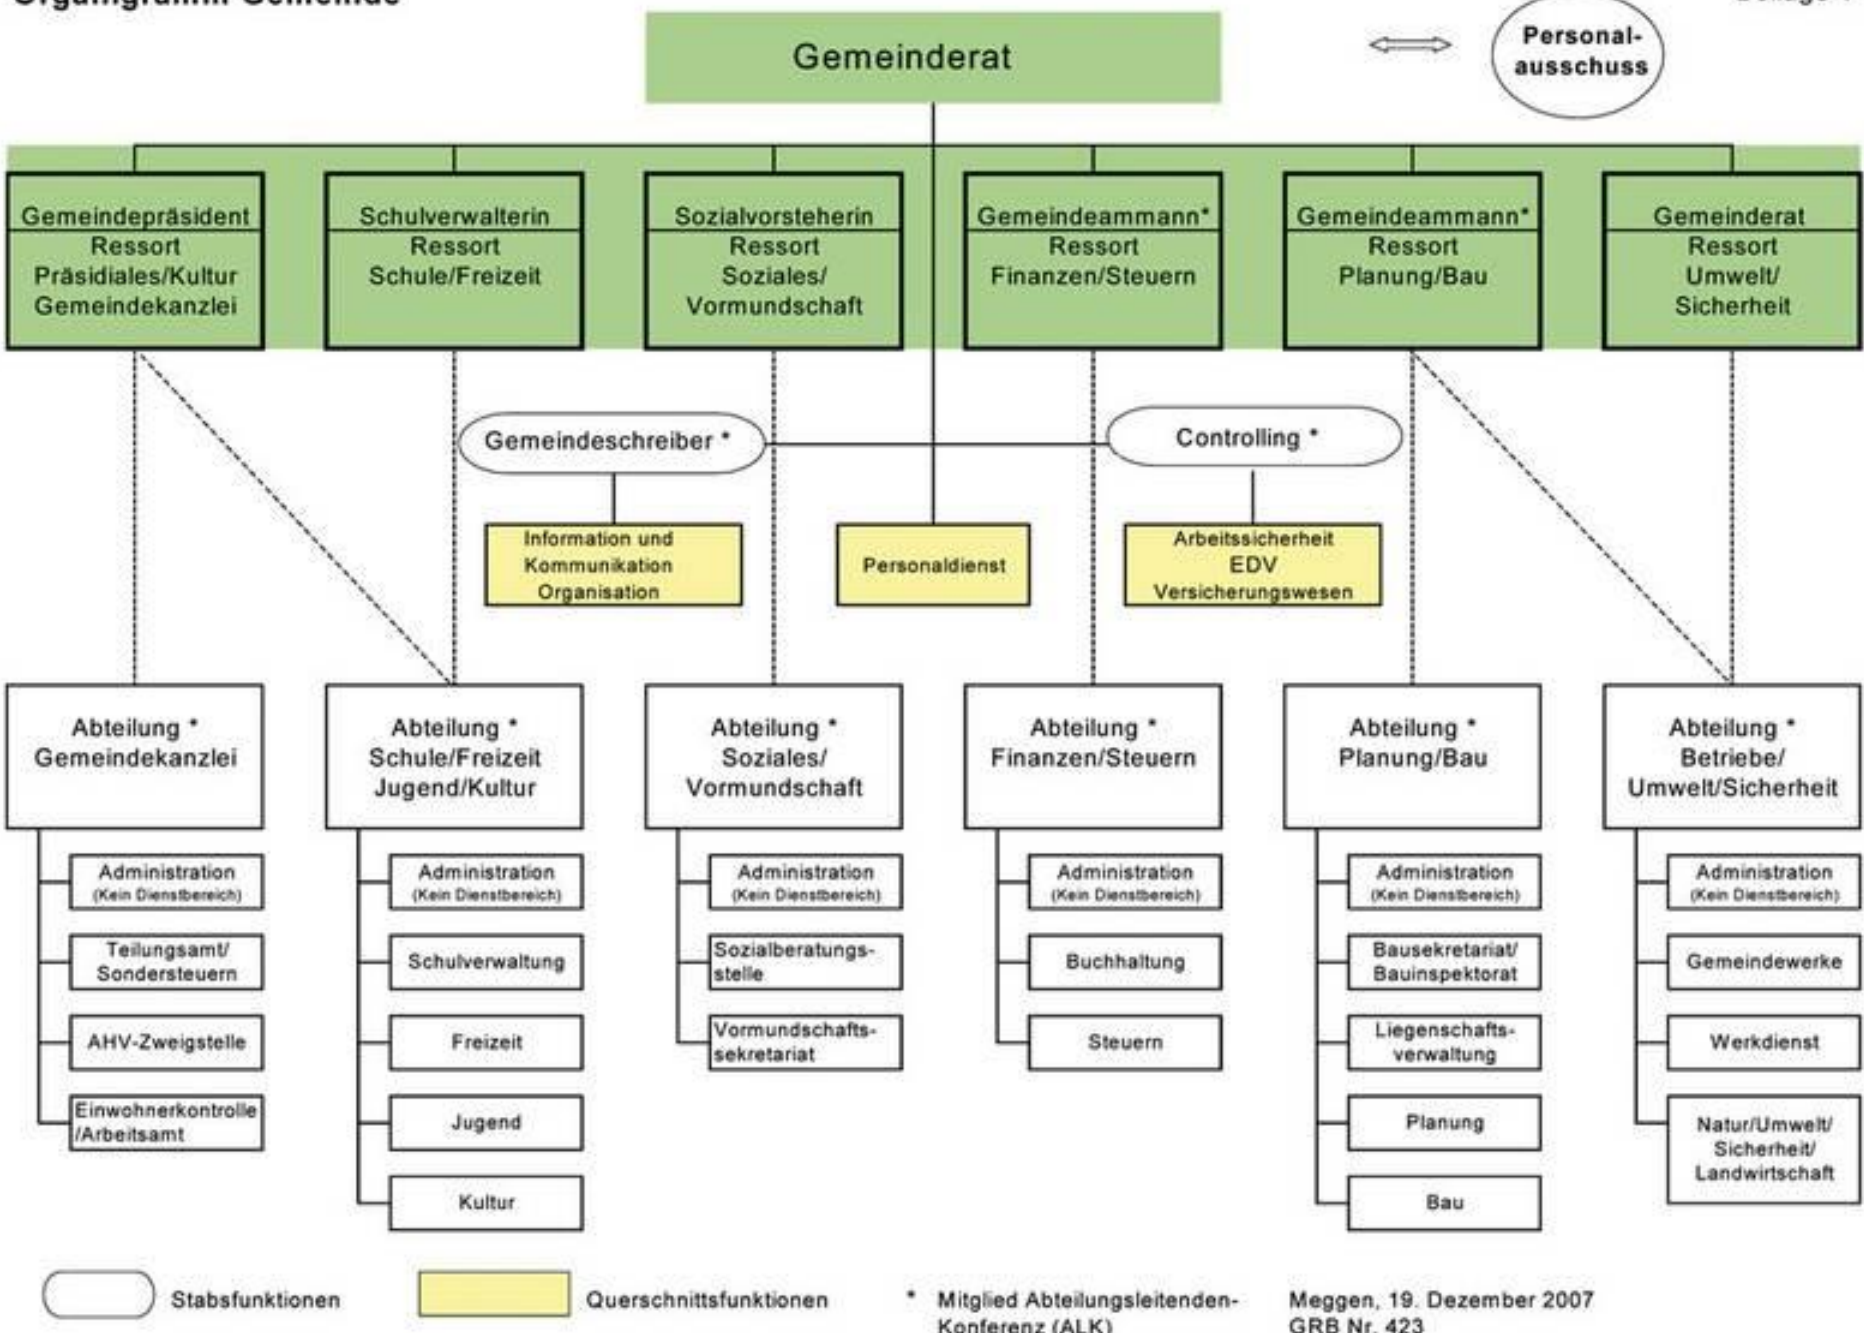 Organigramm Gemeinde
Gemeinderat
Personal-
ausschuss
Gemeindepräsident
Ressort
Präsidiales/Kultur
Gemeindekanzlei
Schulverwalterin
Ressort
Schule/Freizeit
Sozialvorsteherin
Ressort
Soziales/
Vormundschaft
Gemeindeammann*
Ressort
Finanzen/Steuern
Gemeindeammann*
Ressort
Planung/Bau
Gemeinderat
Ressort
Umwelt/
Sicherheit
Gemeindeschreiber *
Controlling *
Information und
Kommunikation
Organisation
Personaldienst
Arbeitssicherheit
EDV
Versicherungswesen
Abteilung *
Gemeindekanzlei
Administration
(Kein Dienstbereich)
Teilungsamt/
Sondersteuern
AHV-Zweigstelle
Einwohnerkontrolle
/Arbeitsamt
Abteilung *
Schule/Freizeit
Jugend/Kultur
Administration
(Kein Dienstbereich)
Schulverwaltung
Freizeit
Jugend
Kultur
Abteilung *
Soziales/
Vormundschaft
Administration
(Kein Dienstbereich)
Sozialberatungs-
stelle
Vormundschafts-
sekretariat
Abteilung *
Finanzen/Steuern
Administration
(Kein Dienstbereich)
Buchhaltung
Steuern
Abteilung *
Planung/Bau
Administration
(Kein Dienstbereich)
Bausekretariat/
Bauinspektorat
Liegenschafts-
verwaltung
Planung
Bau
Abteilung *
Betriebe/
Umwelt/Sicherheit
Administration
(Kein Dienstbereich)
Gemeindewerke
Werkdienst
Natur/Umwelt/
Sicherheit/
Landwirtschaft
Stabsfunktionen
Querschnittsfunktionen
* Mitglied Abteilungsleitenden-
Konferenz (ALK)
Meggen, 19. Dezember 2007
GRB Nr. 423